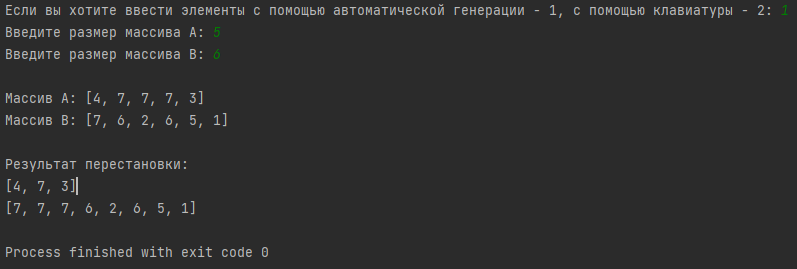 Если вы хотите ввести элементы с помощью автоматической генерации - 1, с помощью клавиатуры - 2: 1
Введите размер массива A: 5
Введите размер массива B: 6
Массив A: [4, 7, 7, 7, 3]
Массив B: [7, 6, 2, 6, 5, 1]
Результат перестановки:
[4, 7, 3]
[7, 7, 7, 6, 2, 6, 5, 1]
Process finished with exit code 0